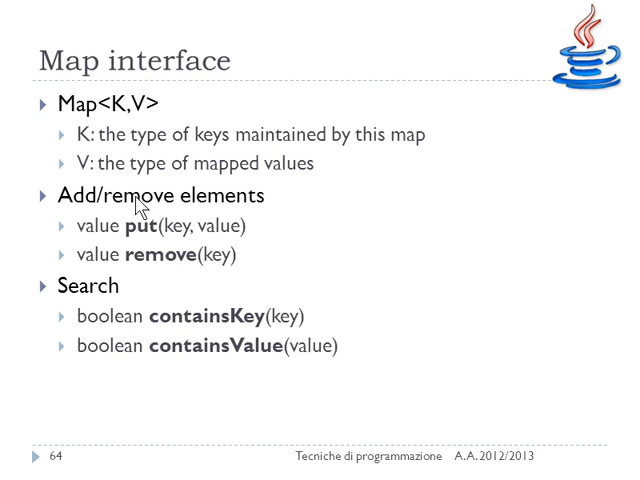 Map interface
Map<K,V>
K: the type of keys maintained by this map
V: the type of mapped values
Add/remove elements
value put(key, value)
value remove(key)
Search
boolean containsKey(key)
boolean containsValue(value)
64 Tecniche di programmazione A.A. 2012/2013